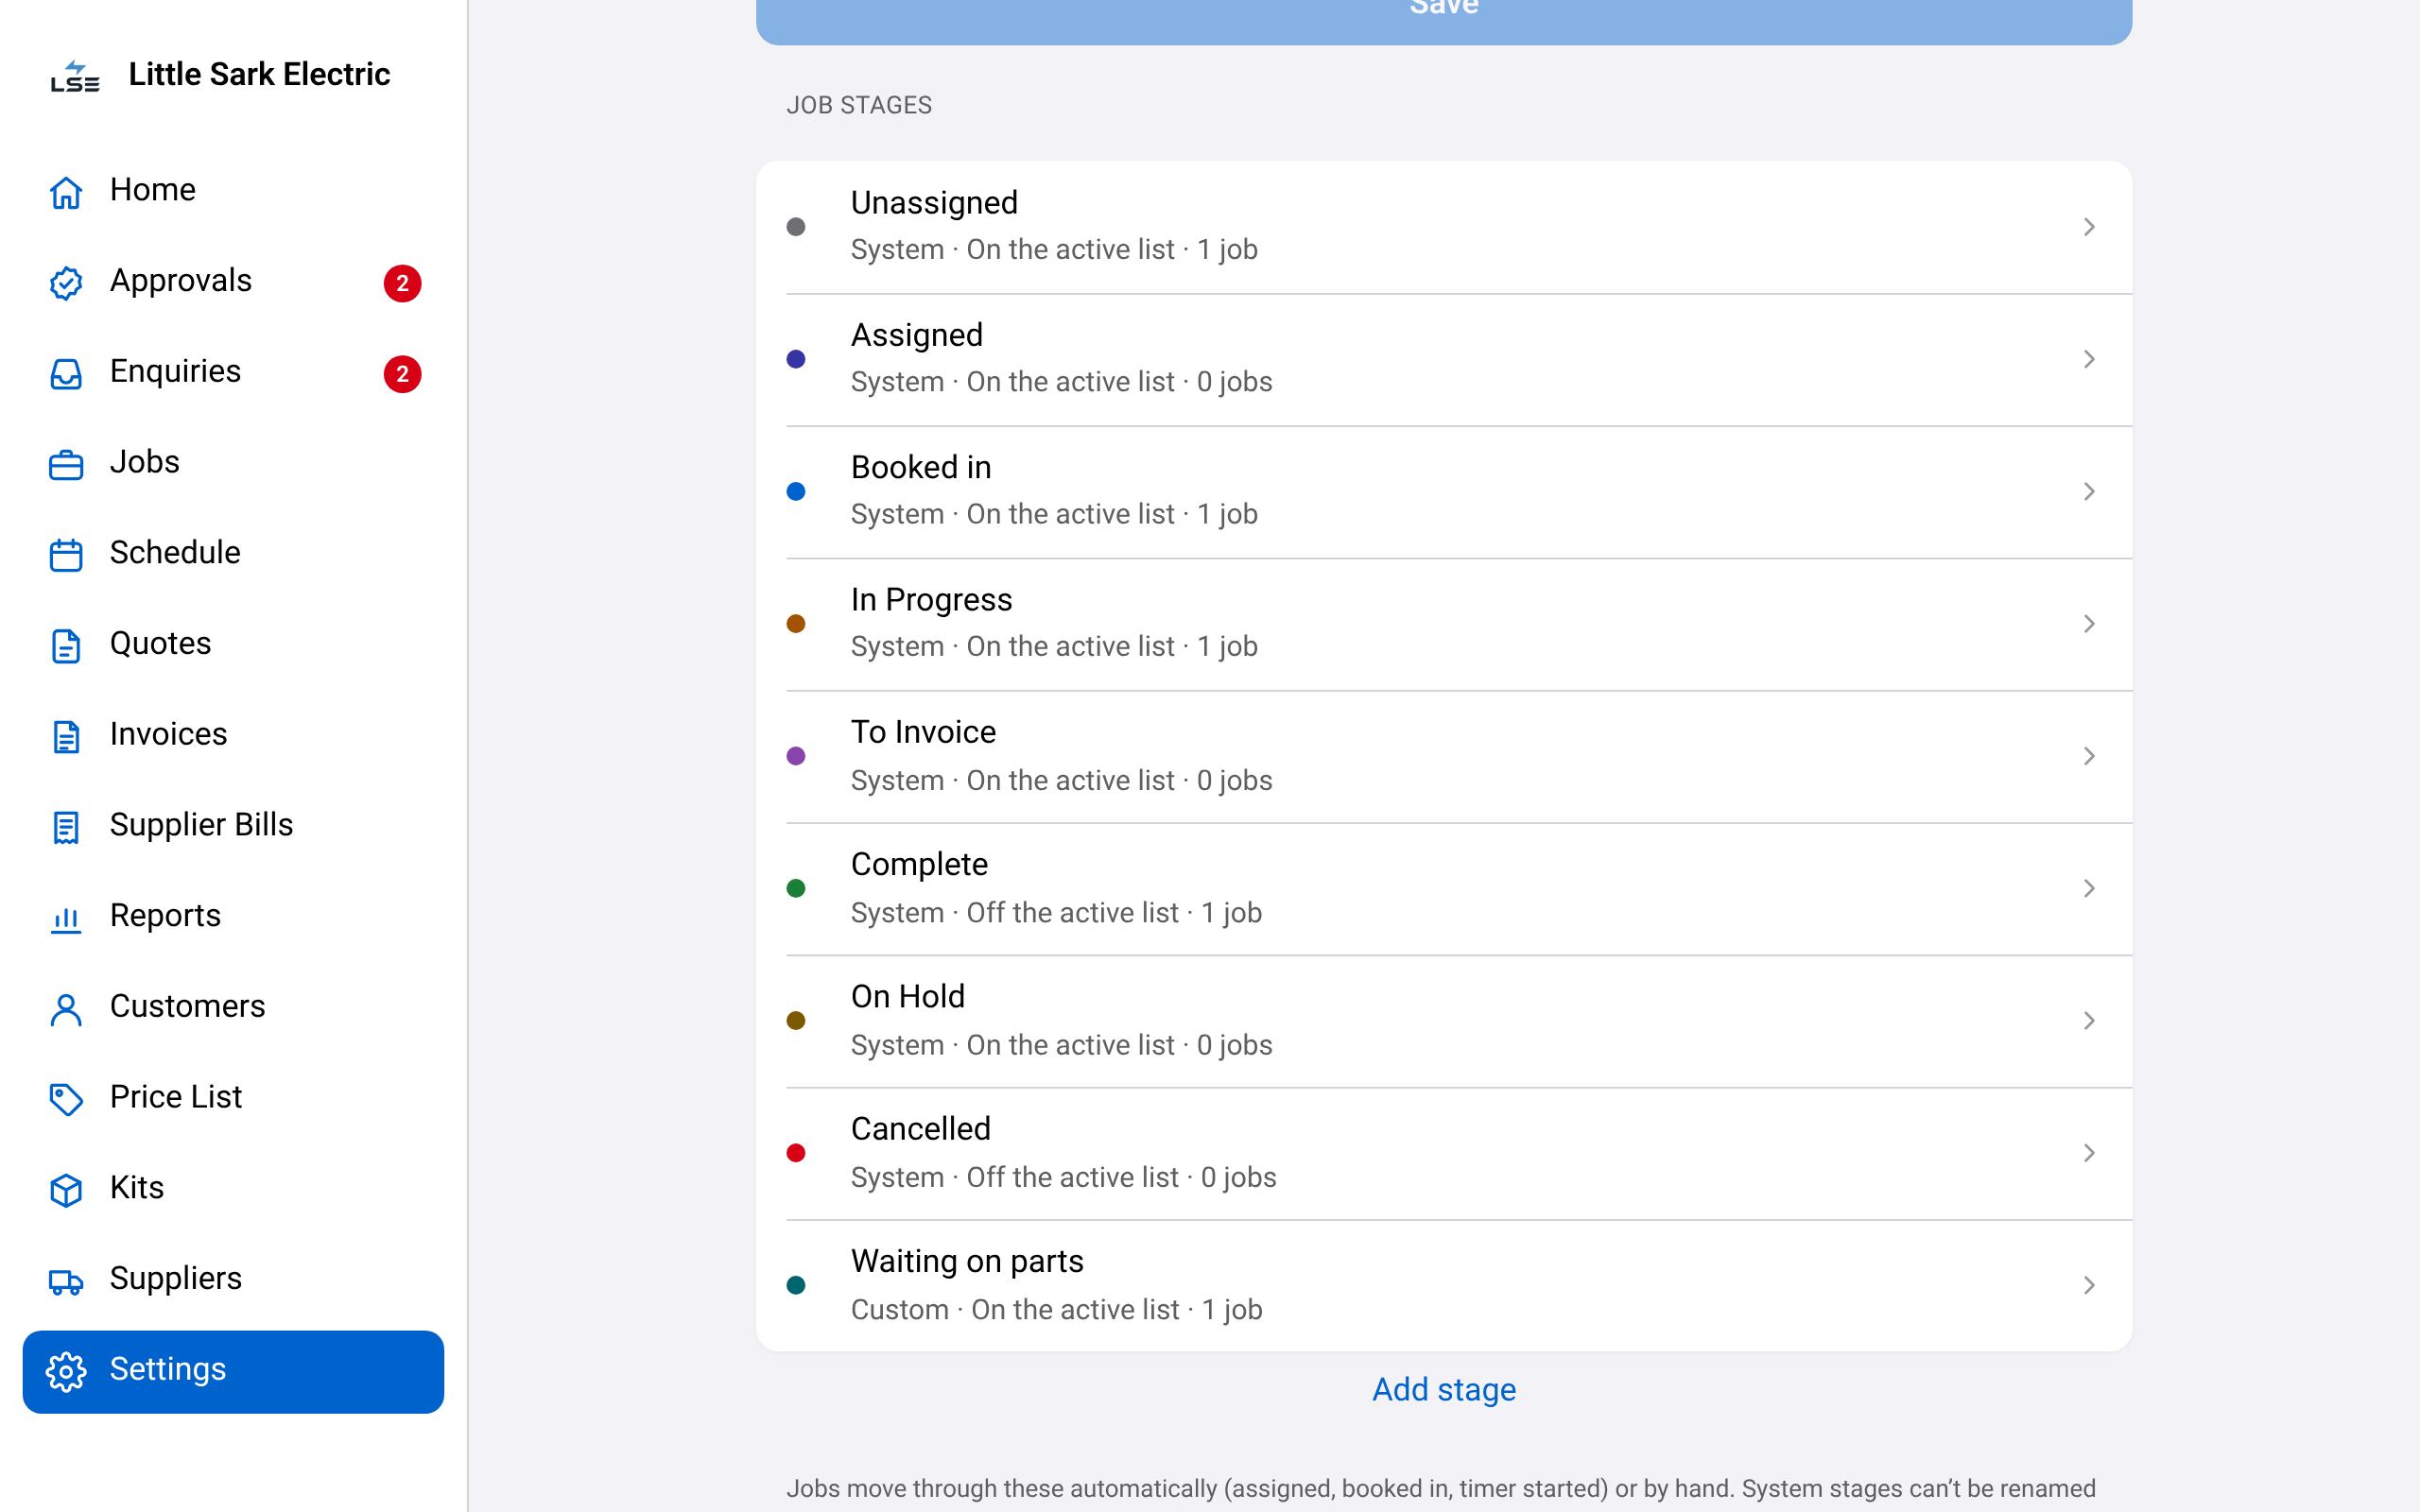 LSE Little Sark Electric
Home
Approvals 2
Enquiries 2
Jobs
Schedule
Quotes
Invoices
Supplier Bills
Reports
Customers
Price List
Kits
Suppliers
Settings
Save
JOB STAGES
Unassigned
System · On the active list · 1 job
Assigned
System · On the active list · 0 jobs
Booked in
System · On the active list · 1 job
In Progress
System · On the active list · 1 job
To Invoice
System · On the active list · 0 jobs
Complete
System · Off the active list · 1 job
On Hold
System · On the active list · 0 jobs
Cancelled
System · Off the active list · 0 jobs
Waiting on parts
Custom · On the active list · 1 job
Add stage
Jobs move through these automatically (assigned, booked in, timer started) or by hand. System stages can’t be renamed